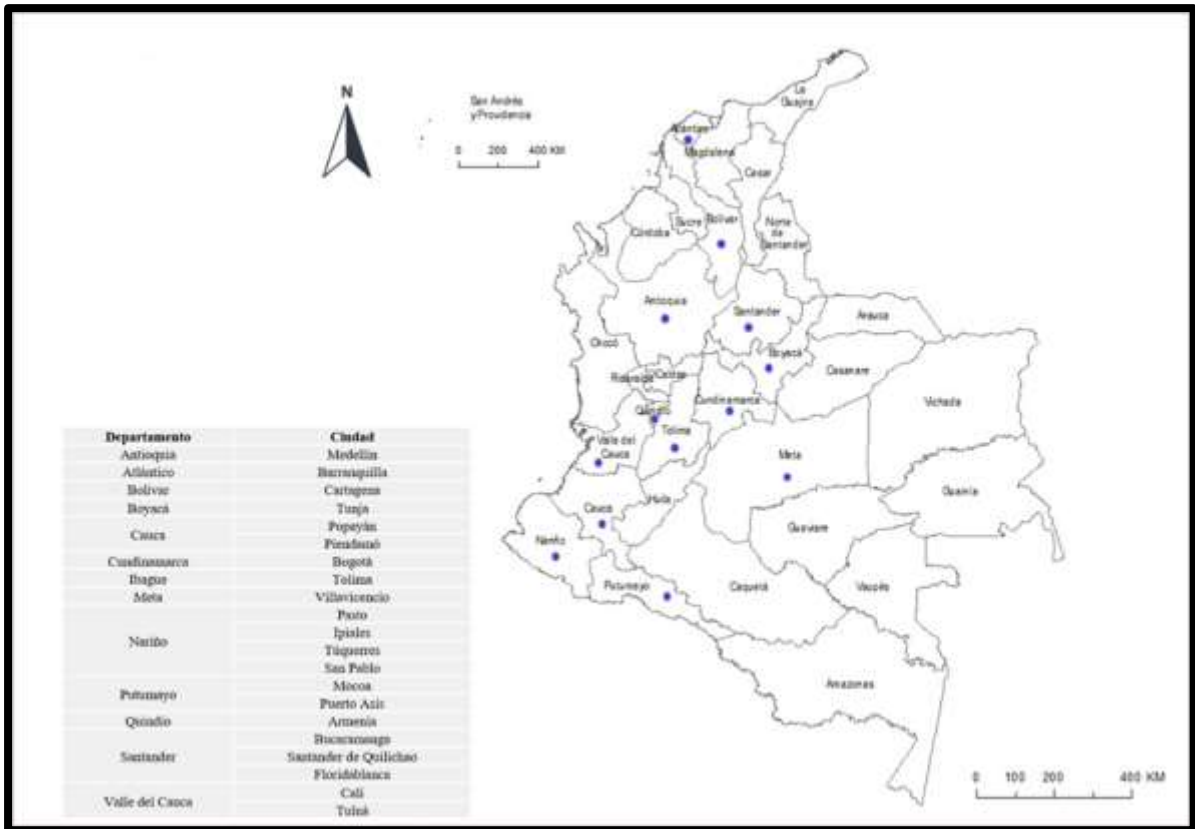 N
San Andrés
y Providencia
0 200 400 KM
La
Guajira
Magdalena
Cesar
Sucre
Bolívar
Norte
de
Santander
Córdoba
Antioquia
Santander
Arauca
Chocó
Boyacá
Casanare
Risaralda
Caldas
Cundinamarca
Vichada
Quindío
Tolima
Valle del
Cauca
Meta
Guainía
Huila
Cauca
Guaviare
Nariño
Putumayo
Caquetá
Vaupés
Amazonas
0 100 200 400 KM
Departamento Ciudad
Antioquia Medellín
Atlántico Barranquilla
Bolívar Cartagena
Boyacá Tunja
Cauca Popayán
Piendamó
Cundinamarca Bogotá
Ibague Tolima
Meta Villavicencio
Nariño Pasto
Ipiales
Túquerres
San Pablo
Putumayo Mocoa
Puerto Asís
Quindío Armenia
Santander Bucaramanga
Santander de Quilichao
Floridablanca
Valle del Cauca Cali
Tuluá